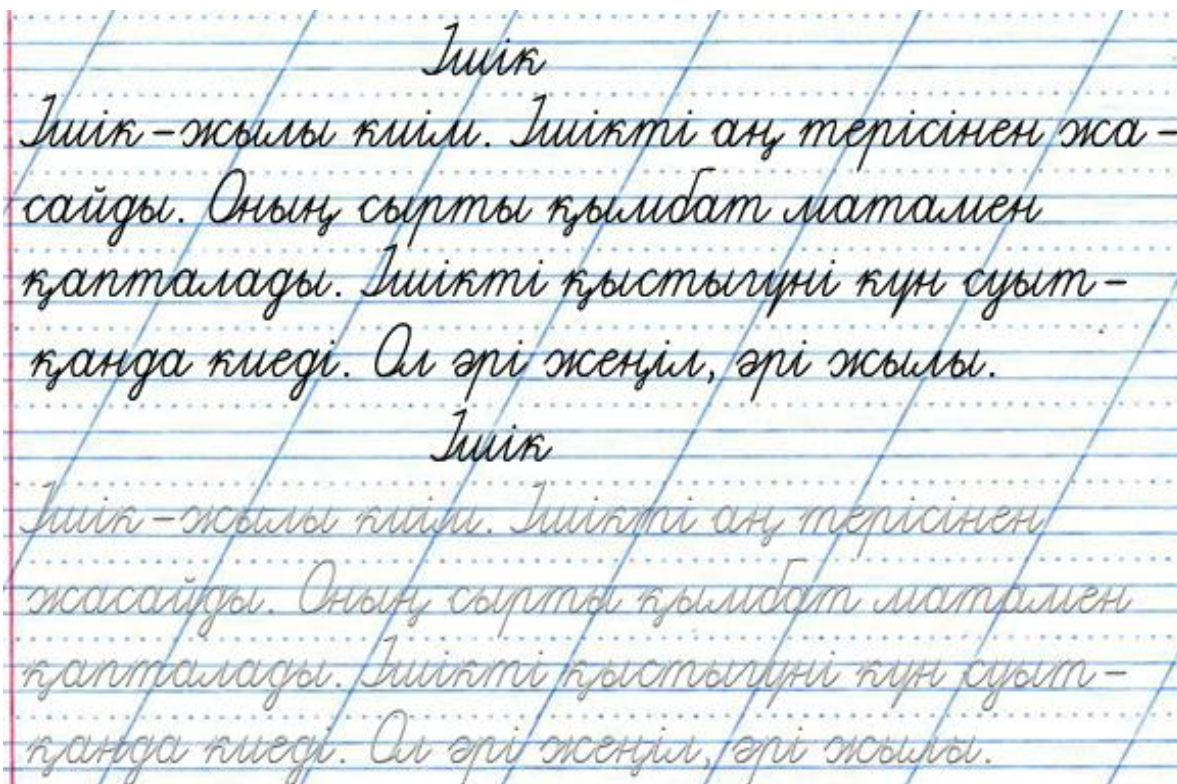 Ішік
Ішік – жылы киім. Ішікті аң терісінен жа –
сайды. Оның сырты қымбат матамен
қапталады. Ішікті қыстыгүні күн суыт –
қанда киеді. Ол әрі жеңіл, әрі жылы.
Ішік
Ішік – жылы киім. Ішікті аң терісінен
жасайды. Оның сырты қымбат матамен
қапталады. Ішікті қыстыгүні күн суыт –
қанда киеді. Ол әрі жеңіл, әрі жылы.